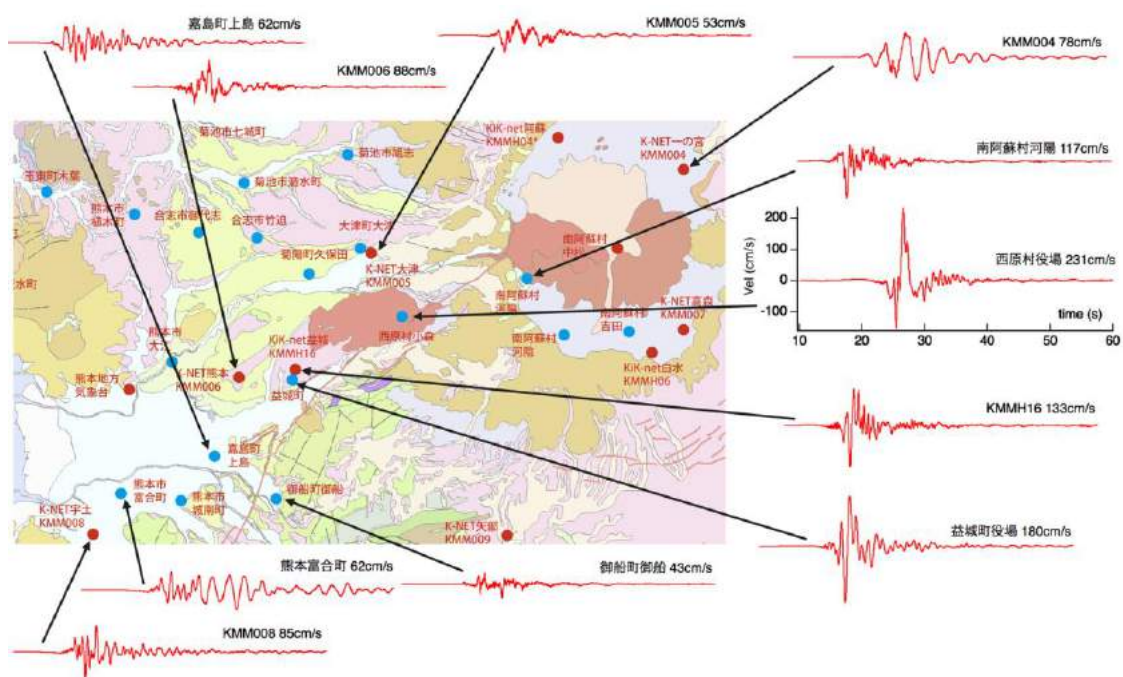 嘉島町上島 62cm/s
KMM005 53cm/s
KMM004 78cm/s
KMM006 88cm/s
菊池市七城町
KiK-net阿蘇
KMMH04*
K-NET一の宮
KMM004
南阿蘇村河陽 117cm/s
菊池市旭志
玉東町木葉
菊池市泗水町
熊本市
植木町
合志市御代志
合志市竹迫
大津町大津
菊陽町久保田
K-NET大津
KMM005
南阿蘇村
中松
200
100
0
-100
Vel (cm/s)
西原村役場 231cm/s
time (s)
10
20
30
40
50
60
水町
南阿蘇村
河陽
K-NET高森
KMM007
南阿蘇村
吉田
熊本市
大江
KiK-net益城
KMMH16
西原村小森
南阿蘇村
河陰
KiK-net白水
KMMH06
熊本地方
気象台
K-NET熊本
KMM006
益城町
KMMH16 133cm/s
嘉島町
上島
熊本市
富合町
熊本市
城南町
御船町御船
K-NET宇土
KMM008
K-NET矢部
KMM009
益城町役場 180cm/s
熊本富合町 62cm/s
御船町御船 43cm/s
KMM008 85cm/s